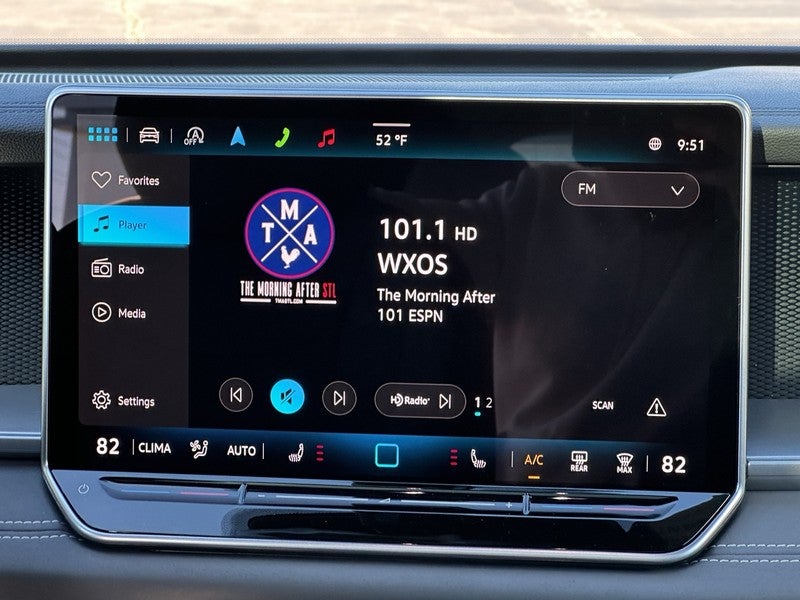 OFF
52 °F
9:51
Favorites
FM
Player
M
T A
101.1 HD
WXOS
Radio
THE MORNING AFTER STL
TMASTL.COM
The Morning After
101 ESPN
Media
Settings
HD Radio
1 2
SCAN
82 CLIMA AUTO A/C REAR MAX 82